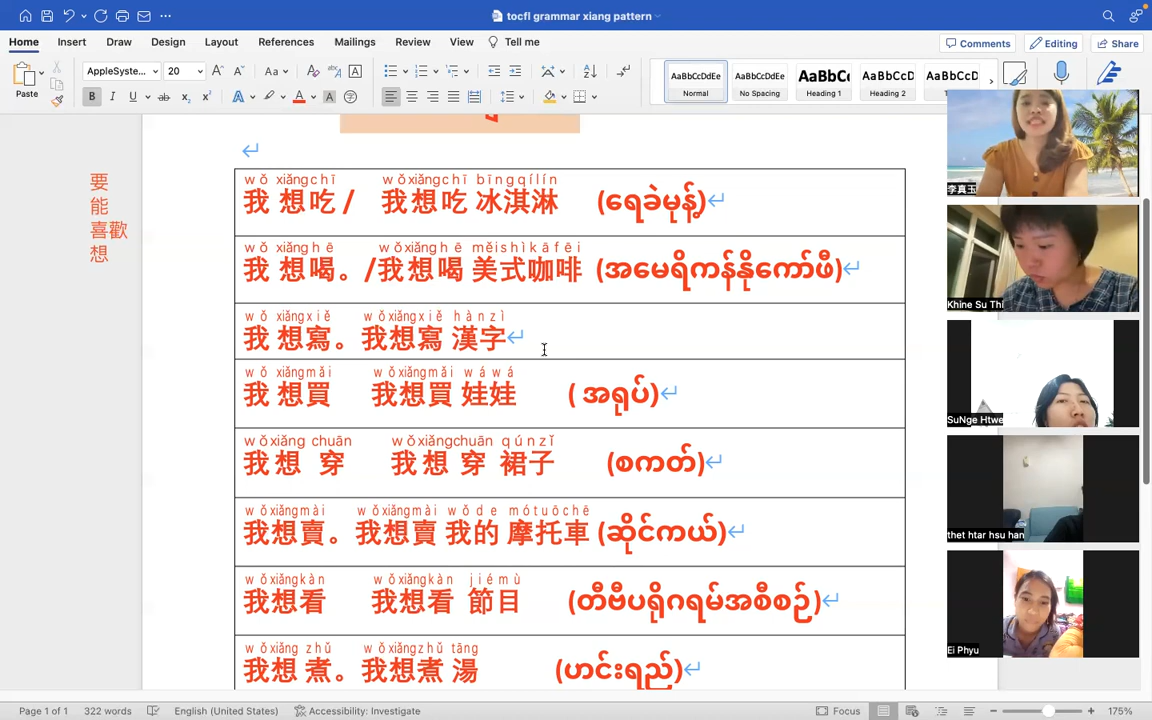 tocfl grammar xiang pattern
Home Insert Draw Design Layout References Mailings Review View Tell me Comments Editing Share
Paste AppleSyste... 20 Aa AaBbCcDdEe Normal AaBbCcDdEe No Spacing AaBbCc Heading 1 AaBbCcD Heading 2 AaBbCcD
B I U ab x₂ x² A A A
要
能
喜歡
想
wǒ xiǎngchī wǒxiǎngchī bīngqílín
我 想吃 / 我想吃 冰淇淋 (ရေခဲမုန့်)
wǒ xiǎnghē wǒxiǎnghē měishìkāfēi
我 想喝。/我想喝 美式咖啡 (အမေရိကန်နိုကော်ဖီ)
wǒ xiǎngxiě wǒxiǎngxiě hànzì
我 想寫。 我想寫 漢字
wǒ xiǎngmǎi wǒxiǎngmǎi wáwá
我 想買 我想買 娃娃 ( အရုပ်)
wǒxiǎng chuān wǒxiǎngchuān qúnzǐ
我想 穿 我想 穿 裙子 (စကတ်)
wǒxiǎngmài wǒxiǎngmài wǒde mótuōchē
我想賣。 我想賣 我的 摩托車 (ဆိုင်ကယ်)
wǒxiǎngkàn wǒxiǎngkàn jiémù
我想看 我想看 節目 (တီဗီပရိုဂရမ်အစီစဉ်)
wǒxiǎng zhǔ wǒxiǎngzhǔ tāng
我想 煮。 我想煮 湯 (ဟင်းရည်)
李真玉
Khine Su Thi
SuNge Htwe
thet htar hsu han
Ei Phyu
Page 1 of 1 322 words English (United States) Accessibility: Investigate Focus 175%